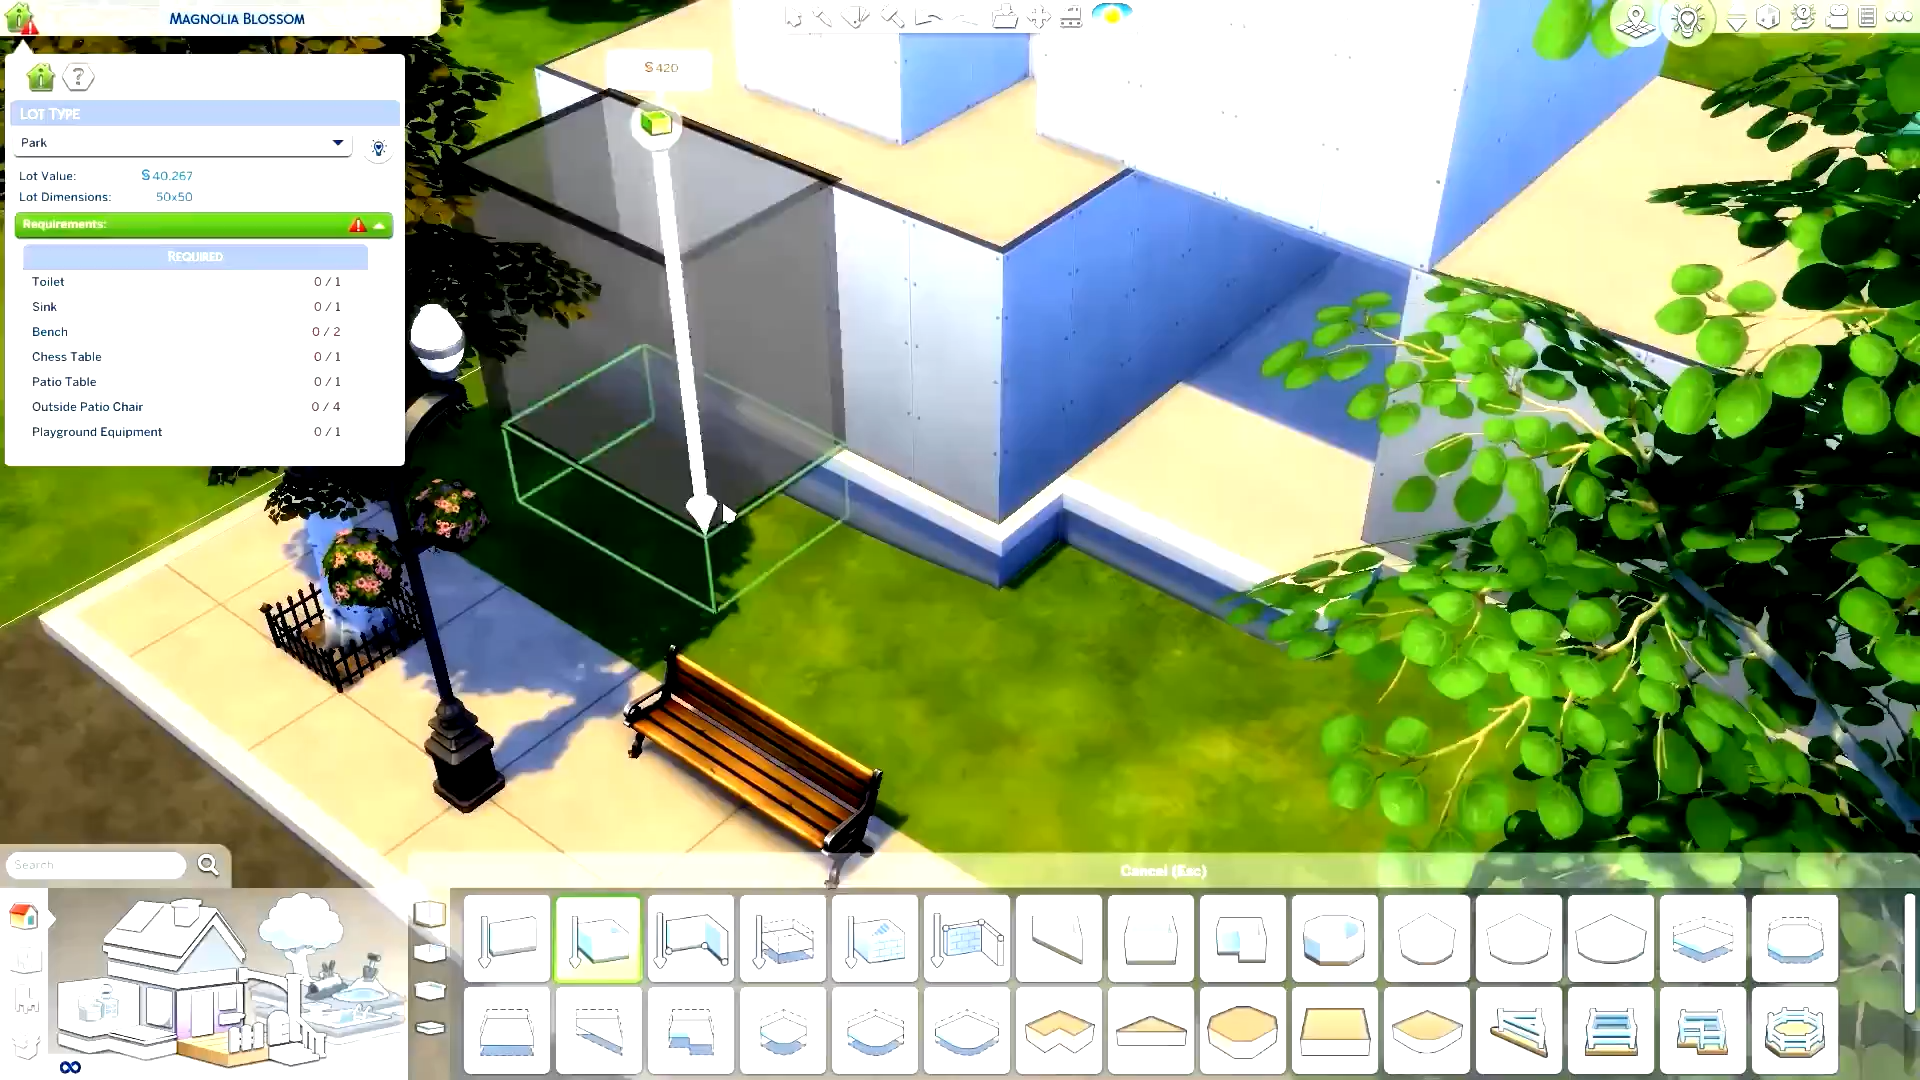 MAGNOLIA BLOSSOM
LOT TYPE
Park
Lot Value: §40,267
Lot Dimensions: 50x50
Requirements:
REQUIRED
Toilet 0 / 1
Sink 0 / 1
Bench 0 / 2
Chess Table 0 / 1
Patio Table 0 / 1
Outside Patio Chair 0 / 4
Playground Equipment 0 / 1
§420
Cancel (Esc)
Search